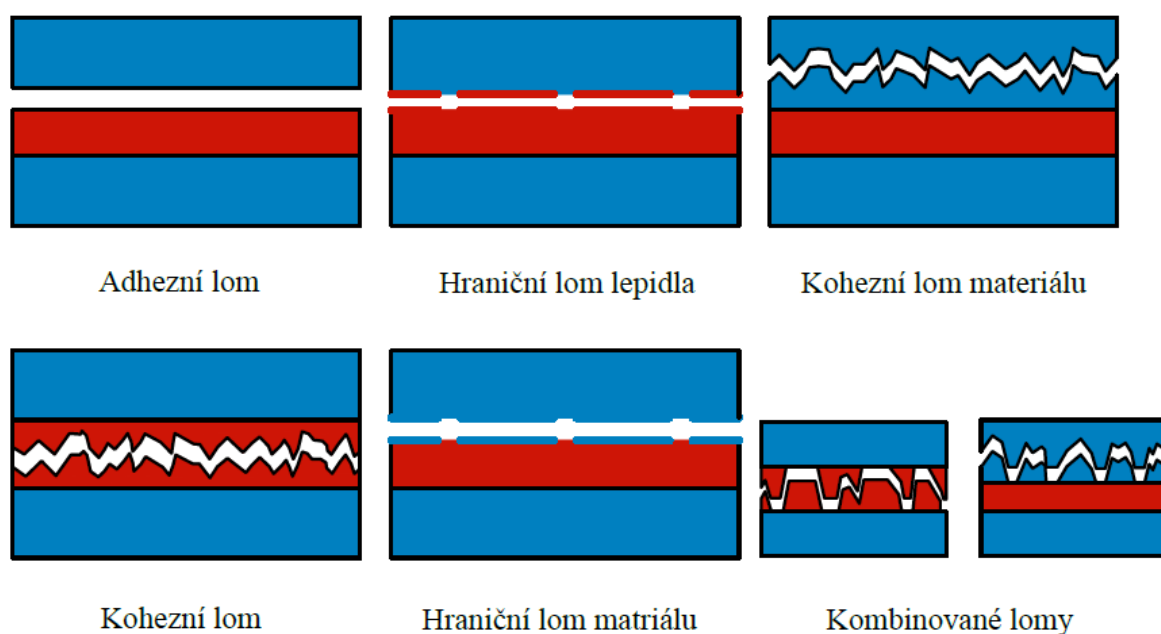 Adhezní lom
Hraniční lom lepidla
Kohezní lom materiálu
Kohezní lom
Hraniční lom matriálu
Kombinované lomy